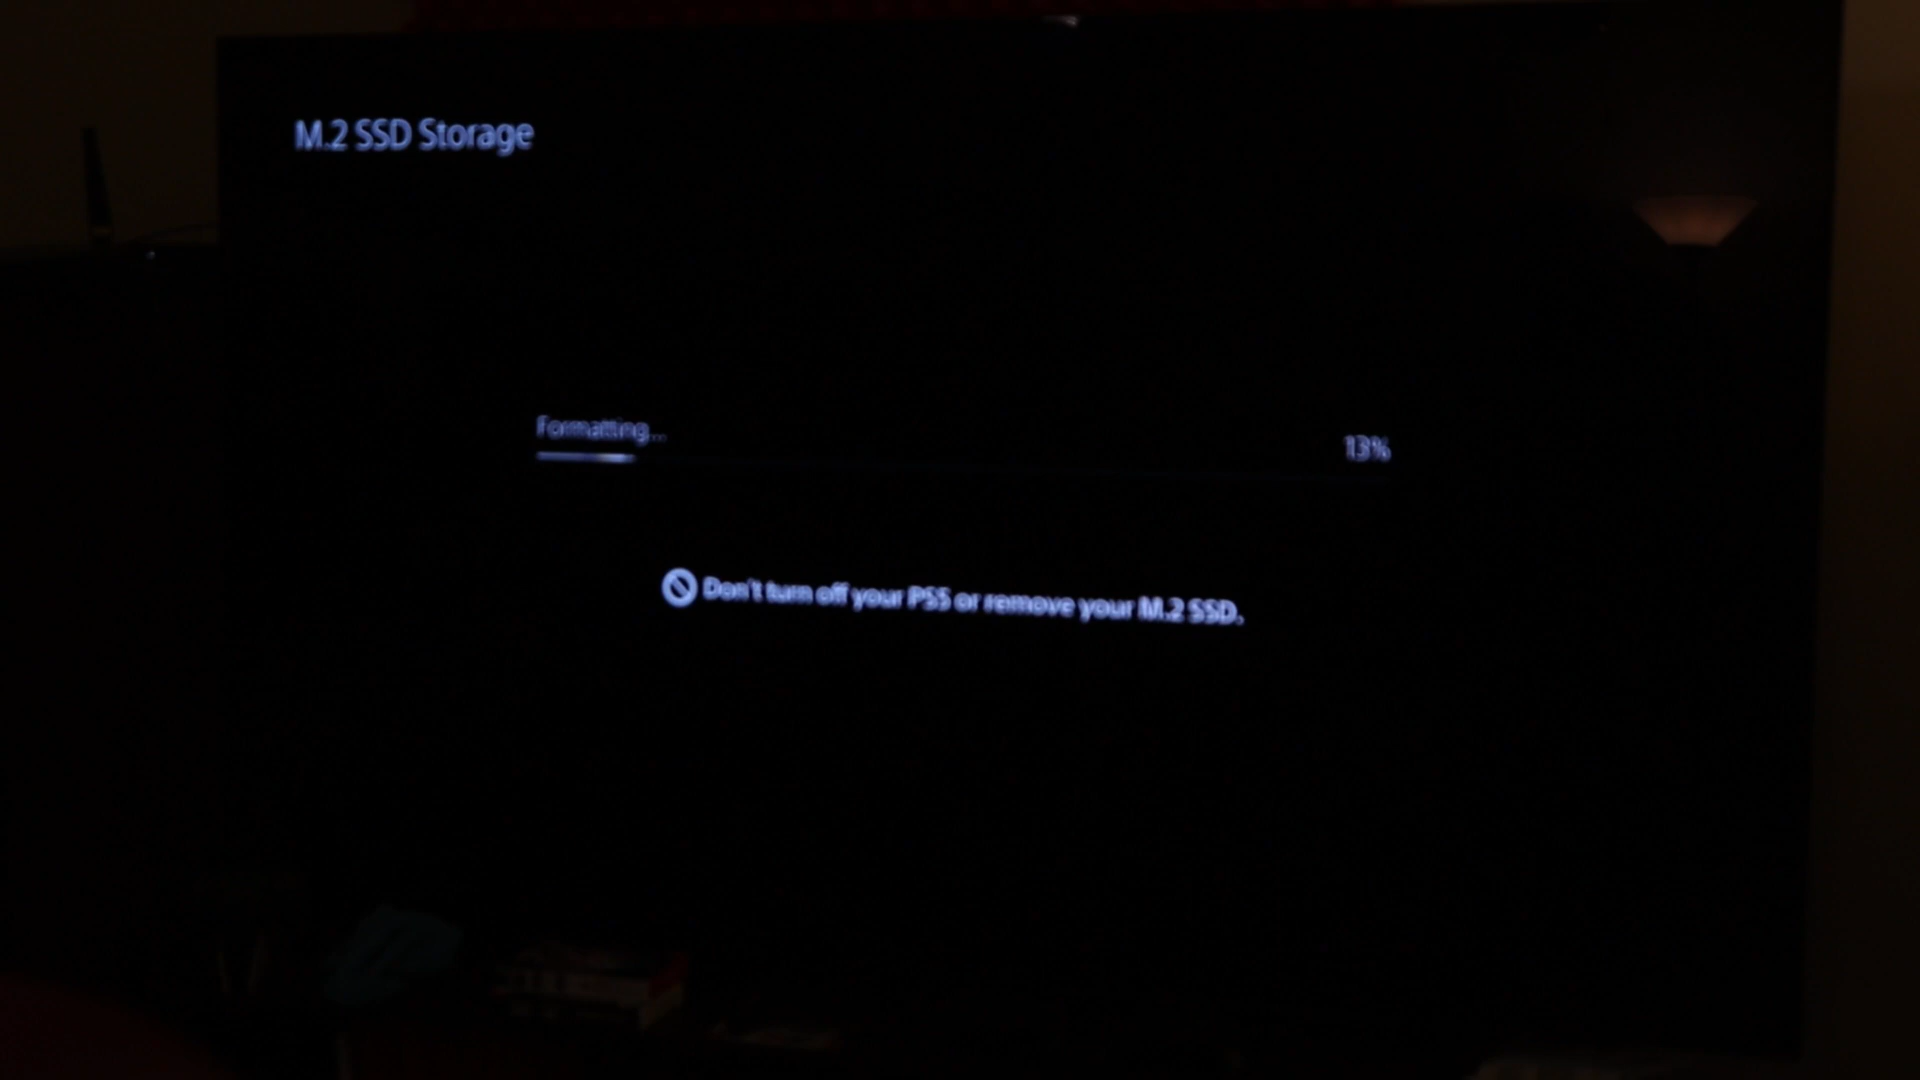 M.2 SSD Storage
Formatting...
13%
Don't turn off your PS5 or remove your M.2 SSD.